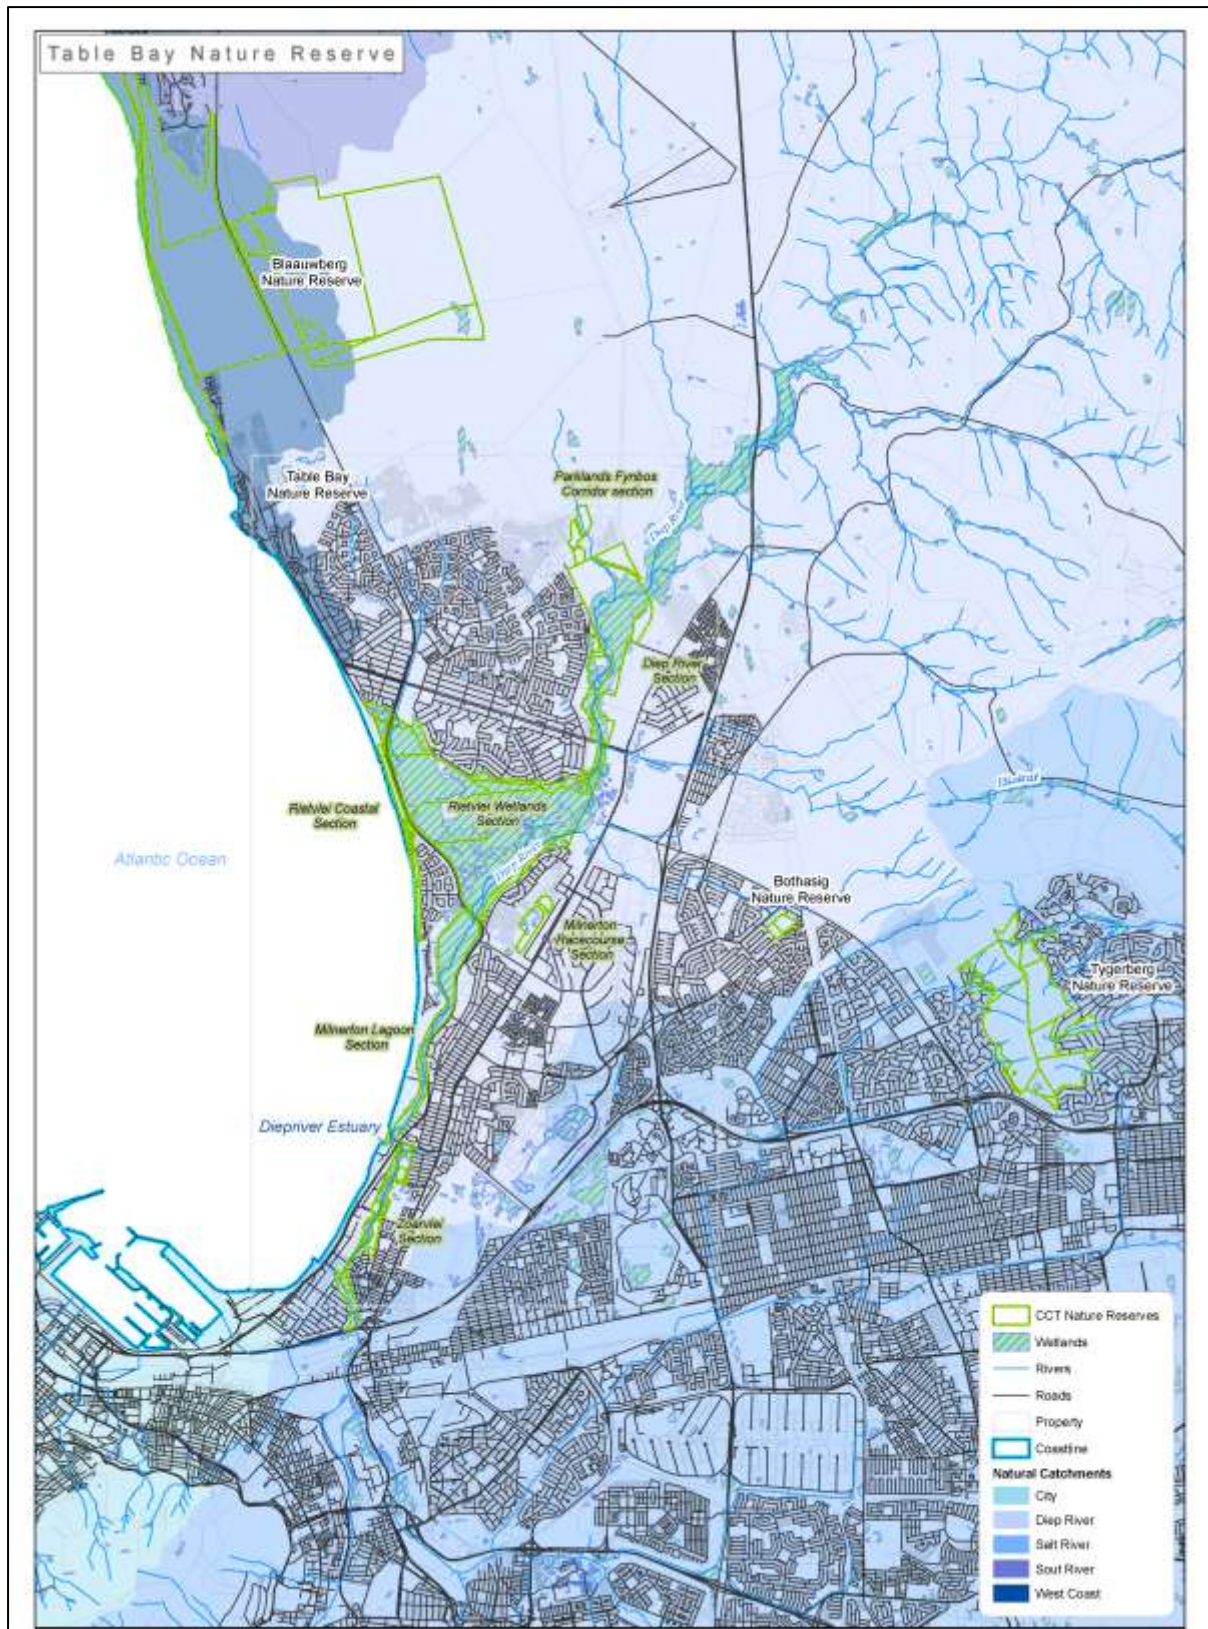 Table Bay Nature Reserve
Blaauwberg
Nature Reserve
Table Bay
Nature Reserve
Parklands Fynbos
Corridor section
Diep River
Diep River
Section
Rietvlei Coastal
Section
Rietvlei Wetlands
Section
Diep River
Atlantic Ocean
Bothasig
Nature Reserve
Milnerton
Racecourse
Section
Tygerberg
Nature Reserve
Milnerton Lagoon
Section
Diepriver Estuary
Zoarvlei
Section
CCT Nature Reserves
Wetlands
Rivers
Roads
Property
Coastline
Natural Catchments
City
Diep River
Salt River
Sout River
West Coast